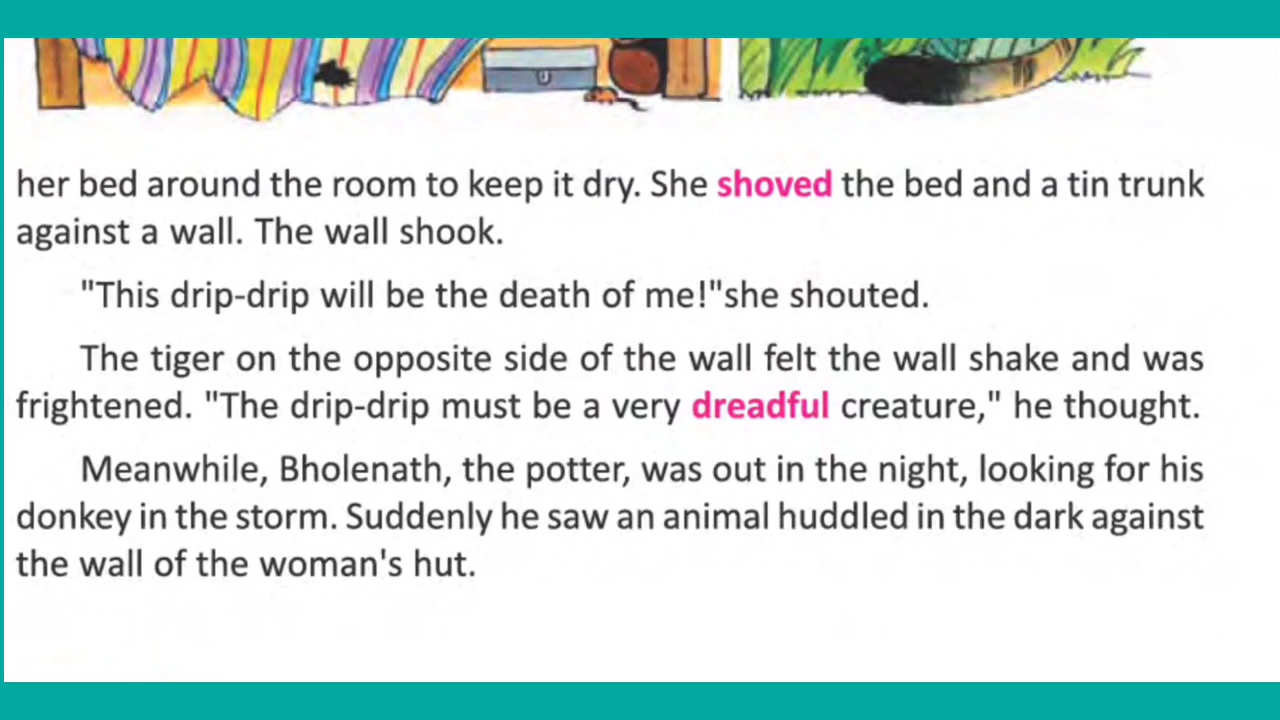 her bed around the room to keep it dry. She shoved the bed and a tin trunk
against a wall. The wall shook.
"This drip-drip will be the death of me!"she shouted.
The tiger on the opposite side of the wall felt the wall shake and was
frightened. "The drip-drip must be a very dreadful creature," he thought.
Meanwhile, Bholenath, the potter, was out in the night, looking for his
donkey in the storm. Suddenly he saw an animal huddled in the dark against
the wall of the woman's hut.